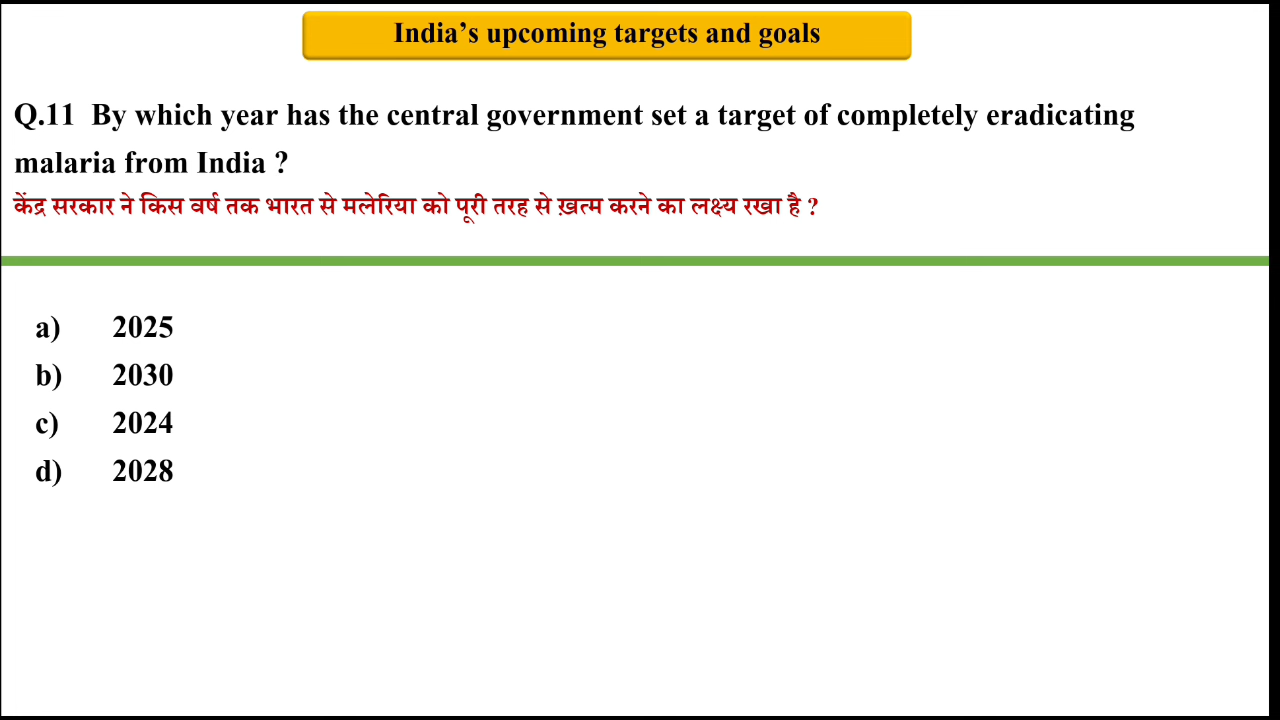 India’s upcoming targets and goals
Q.11 By which year has the central government set a target of completely eradicating
malaria from India ?
केंद्र सरकार ने किस वर्ष तक भारत से मलेरिया को पूरी तरह से ख़त्म करने का लक्ष्य रखा है ?
a) 2025
b) 2030
c) 2024
d) 2028